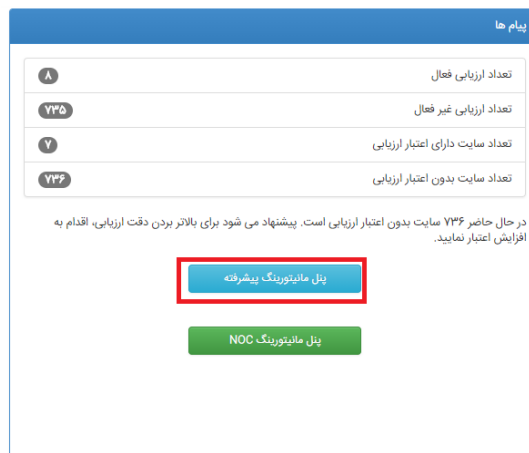 پیام ها
تعداد ارزیابی فعال ۸
تعداد ارزیابی غیر فعال ۷۳۵
تعداد سایت دارای اعتبار ارزیابی ۷
تعداد سایت بدون اعتبار ارزیابی ۷۳۶
در حال حاضر ۷۳۶ سایت بدون اعتبار ارزیابی است. پیشنهاد می شود برای بالاتر بردن دقت ارزیابی، اقدام به
افزایش اعتبار نمایید.
پنل مانیتورینگ پیشرفته
پنل مانیتورینگ NOC